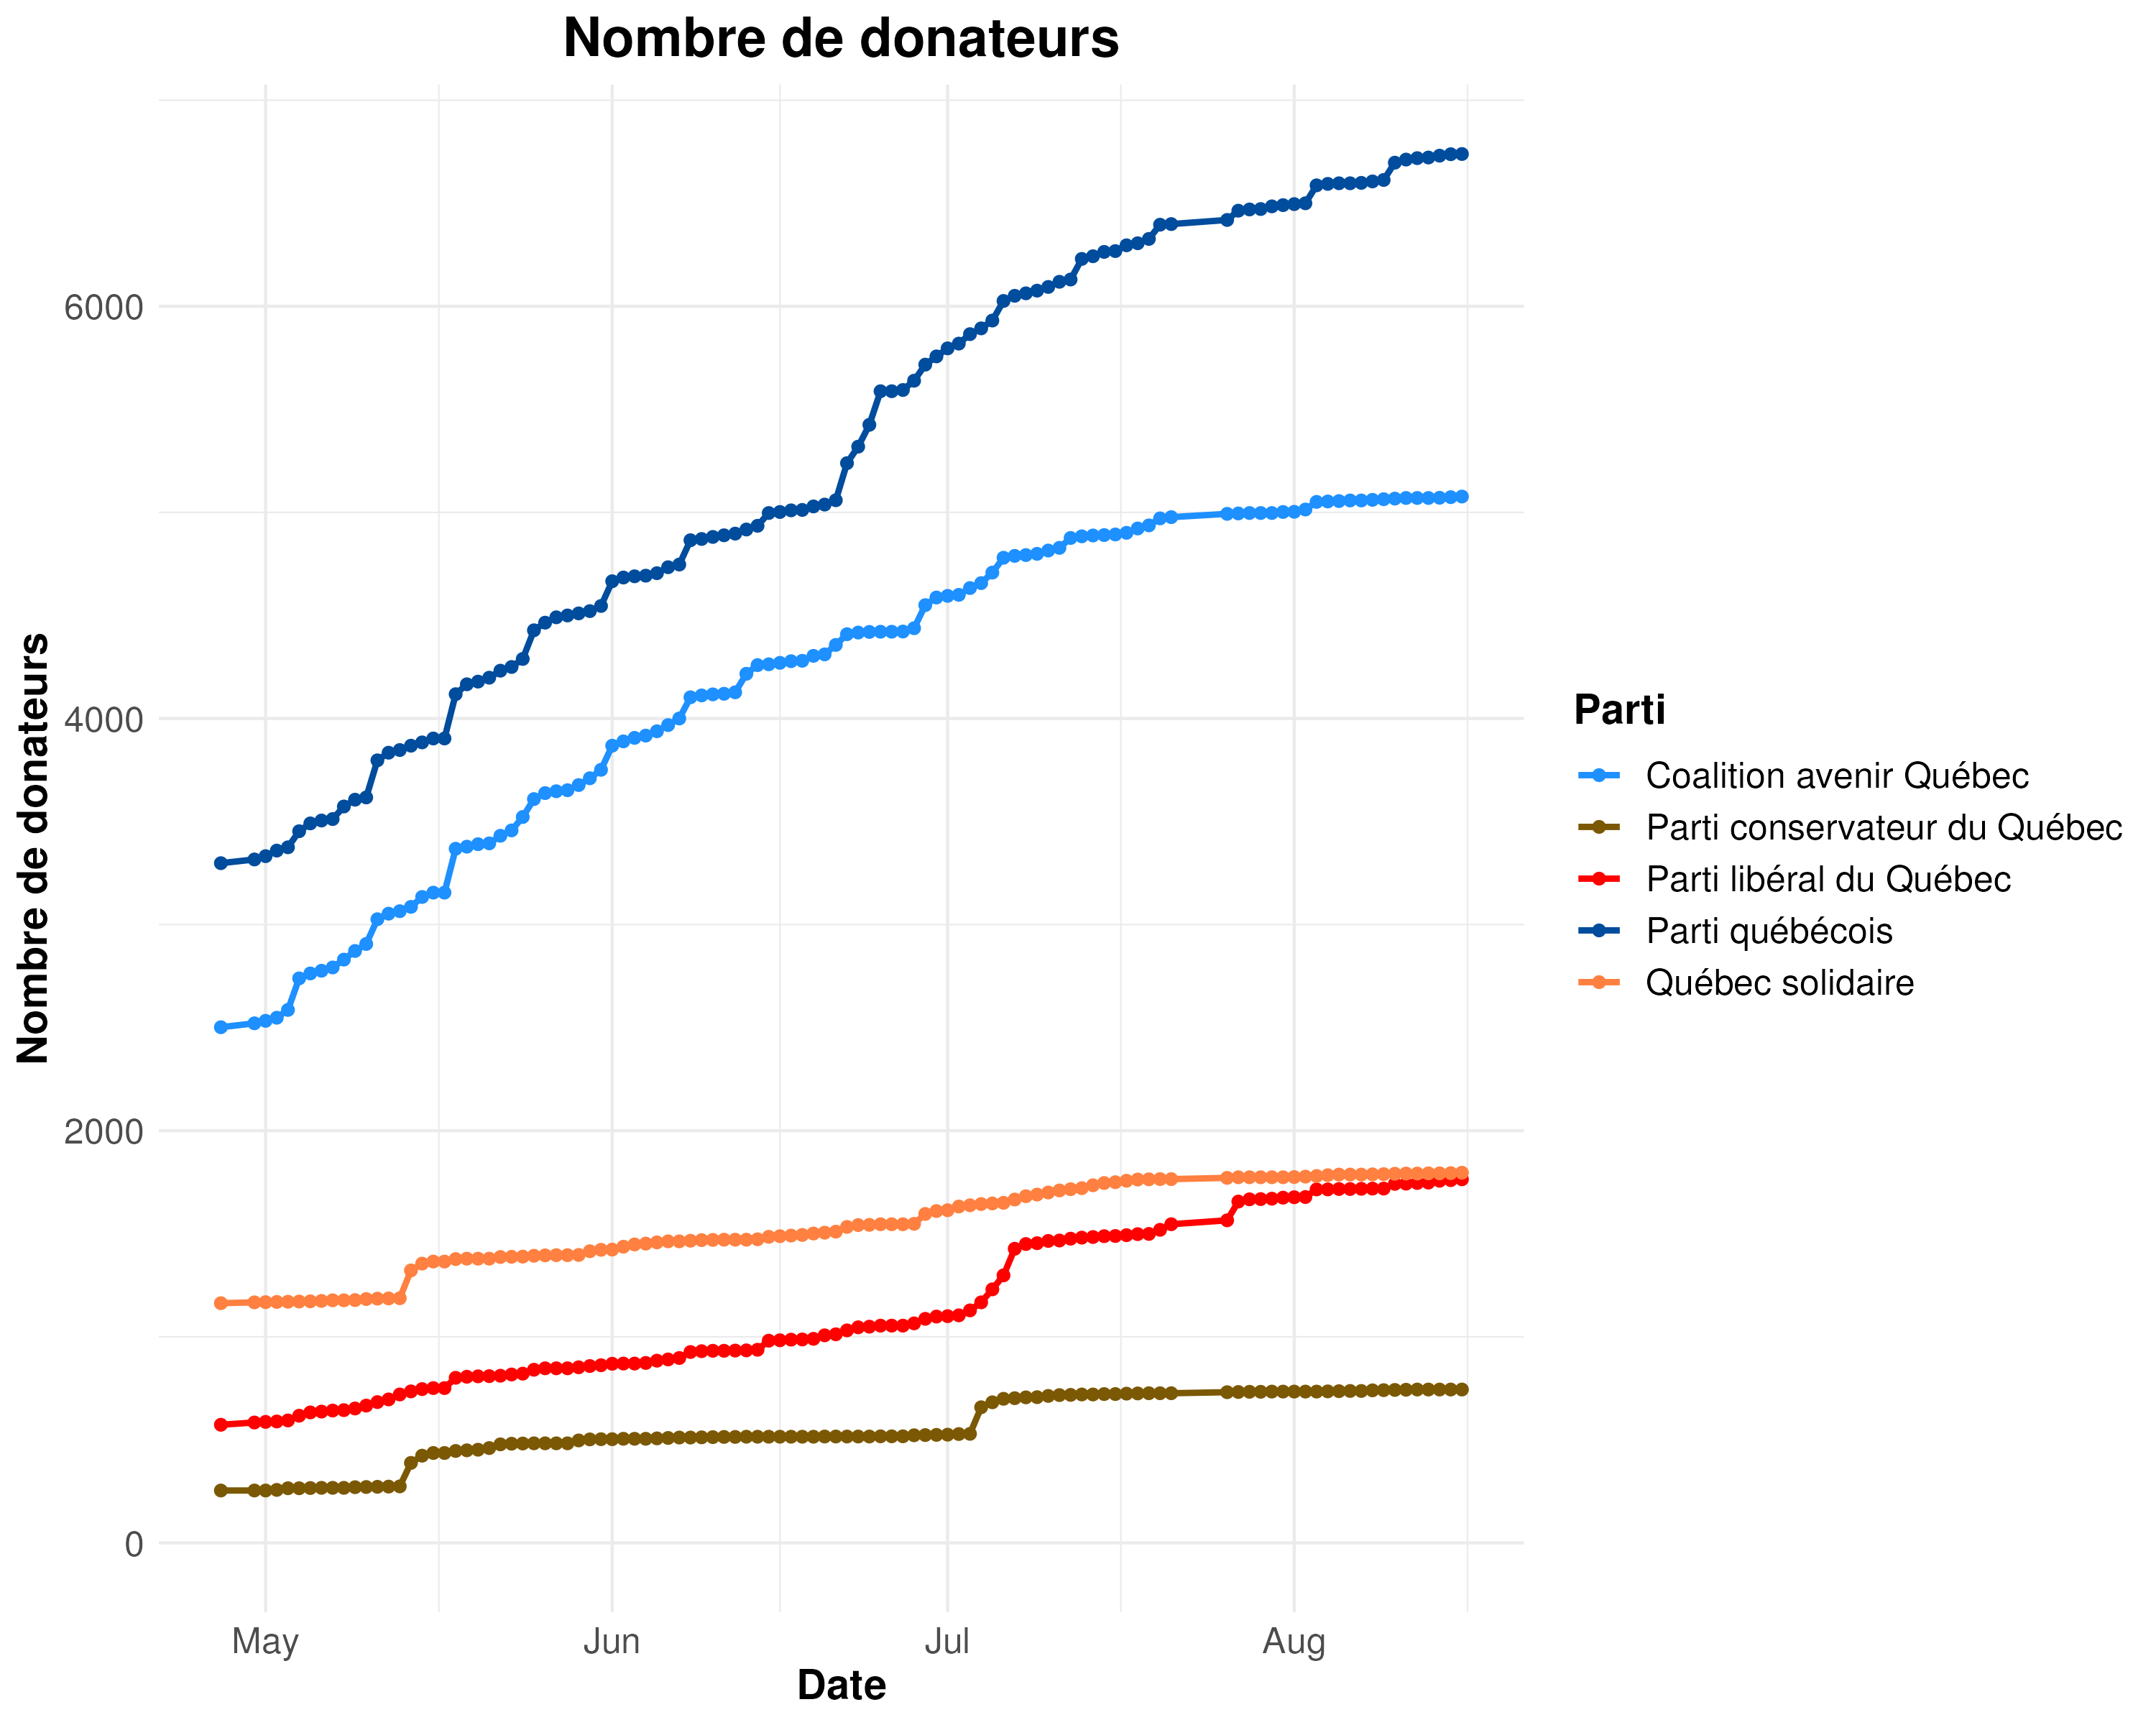 Nombre de donateurs
Nombre de donateurs
6000
4000
2000
0
May
Jun
Jul
Aug
Date
Parti
Coalition avenir Québec
Parti conservateur du Québec
Parti libéral du Québec
Parti québécois
Québec solidaire